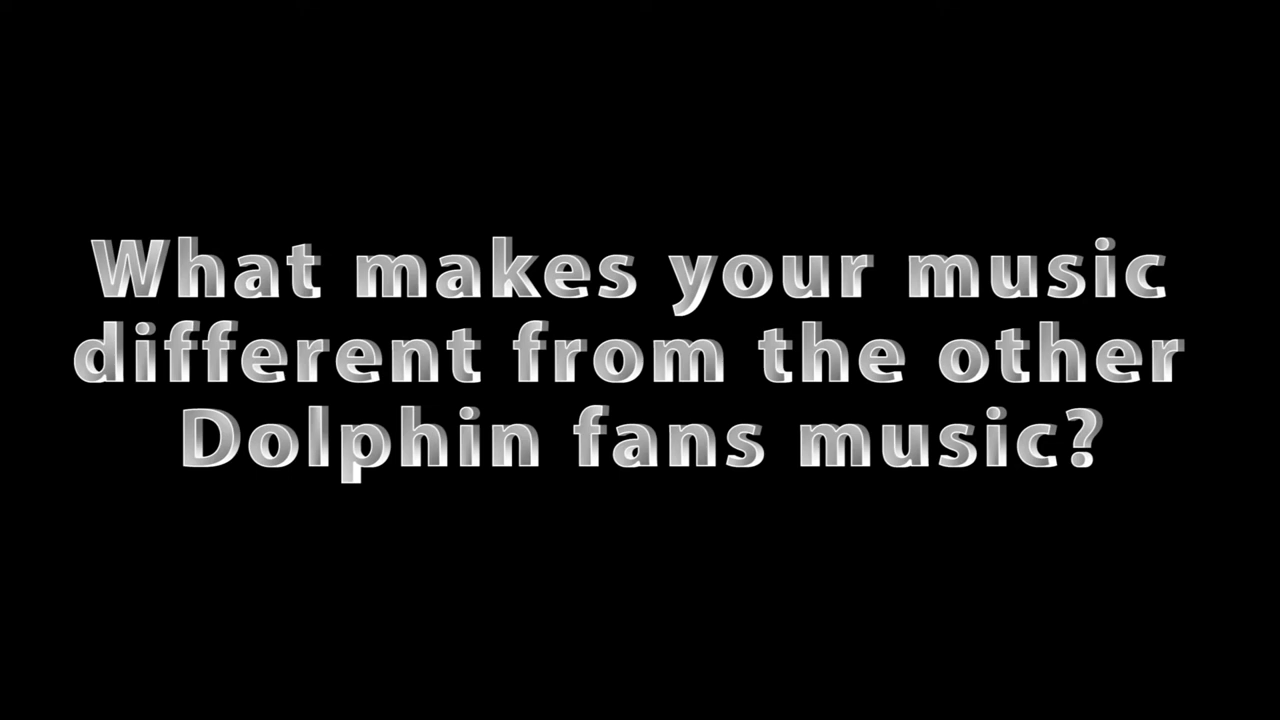 What makes your music
different from the other
Dolphin fans music?